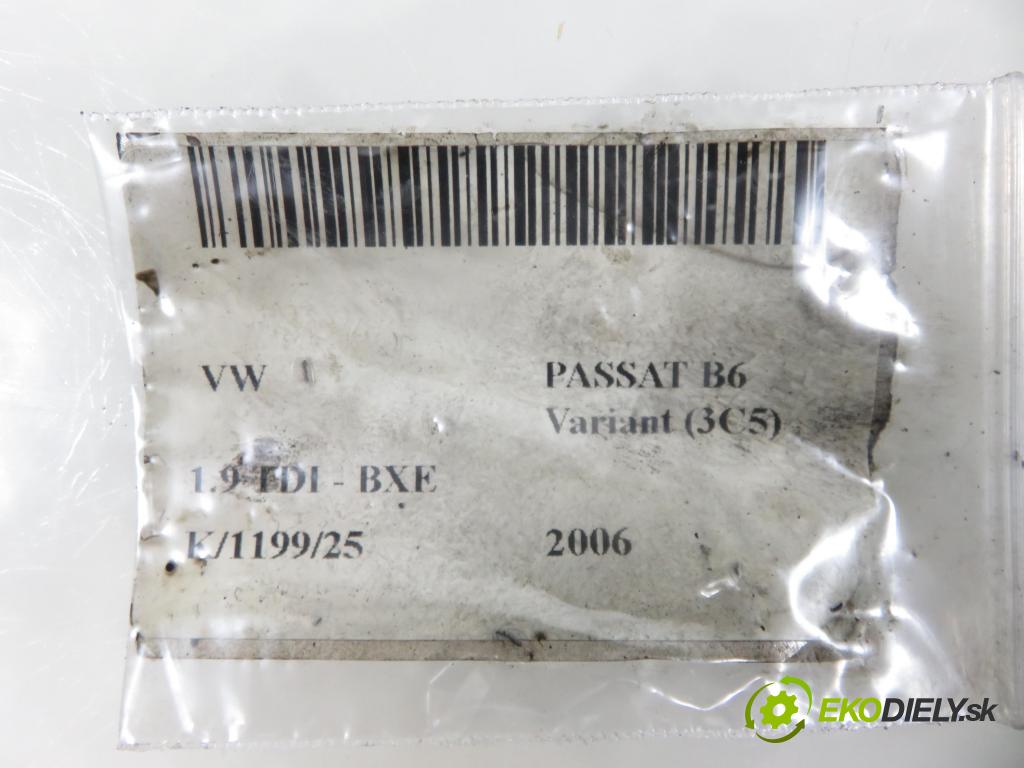 VW PASSAT B6
Variant (3C5)
1.9 TDI - BXE
K/1199/25 2006
EKODIELY.sk